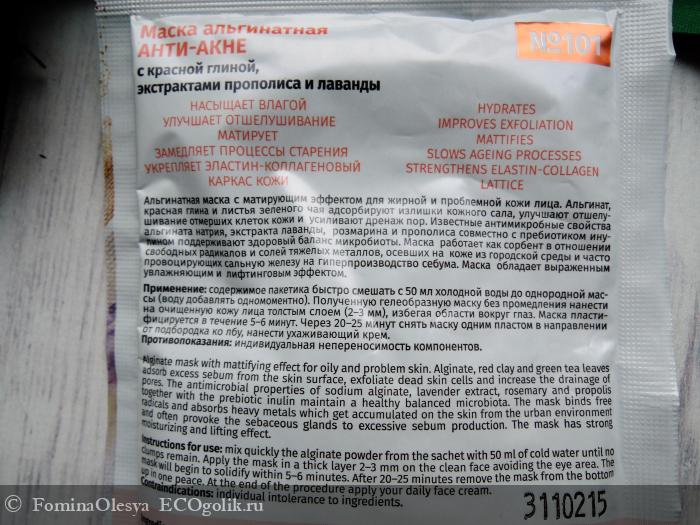 Маска альгинатная
АНТИ-АКНЕ
№101
с красной глиной,
экстрактами прополиса и лаванды
НАСЫЩАЕТ ВЛАГОЙ
УЛУЧШАЕТ ОТШЕЛУШИВАНИЕ
МАТИРУЕТ
ЗАМЕДЛЯЕТ ПРОЦЕССЫ СТАРЕНИЯ
УКРЕПЛЯЕТ ЭЛАСТИН-КОЛЛАГЕНОВЫЙ
КАРКАС КОЖИ
HYDRATES
IMPROVES EXFOLIATION
MATTIFIES
SLOWS AGEING PROCESSES
STRENGTHENS ELASTIN-COLLAGEN
LATTICE
Альгинатная маска с матирующим эффектом для жирной и проблемной кожи лица. Альгинат,
красная глина и листья зеленого чая адсорбируют излишки кожного сала, улучшают отшелу-
шивание отмерших клеток кожи и усиливают дренаж пор. Известные антимикробные свойства
альгината натрия, экстракта лаванды, розмарина и прополиса совместно с пребиотиком ину-
лином поддерживают здоровый баланс микробиоты. Маска работает как сорбент в отношении
свободных радикалов и солей тяжелых металлов, осевших на коже из городской среды и часто
провоцирующих сальную железу на гиперпроизводство себума. Маска обладает выраженным
увлажняющим и лифтинговым эффектом.
Применение: содержимое пакетика быстро смешать с 50 мл холодной воды до однородной мас-
сы (воду добавлять одномоментно). Полученную гелеобразную маску без промедления нанести
на очищенную кожу лица толстым слоем (2–3 мм), избегая области вокруг глаз. Маска пласти-
фицируется в течение 5–6 минут. Через 20–25 минут снять маску одним пластом в направлении
от подбородка ко лбу, нанести ухаживающий крем.
Противопоказания: индивидуальная непереносимость компонентов.
Alginate mask with mattifying effect for oily and problem skin. Alginate, red clay and green tea leaves
adsorb excess sebum from the skin surface, exfoliate dead skin cells and increase the drainage of
pores. The antimicrobial properties of sodium alginate, lavender extract, rosemary and propolis
together with the prebiotic inulin maintain a healthy balanced microbiota. The mask binds free
radicals and absorbs heavy metals which get accumulated on the skin from the urban environment
and often provoke the sebaceous glands to excessive sebum production. The mask has strong
moisturizing and lifting effect.
Instructions for use: mix quickly the alginate powder from the sachet with 50 ml of cold water until no
clumps remain. Apply the mask in a thick layer 2–3 mm on the clean face avoiding the eye area. The
mask will begin to solidify within 5–6 minutes. After 20–25 minutes remove the mask from the bottom
up in one peace. At the end of the procedure apply your daily face cream.
Contraindications: individual intolerance to ingredients.
3110215
© FominaOlesya ECOgolik.ru